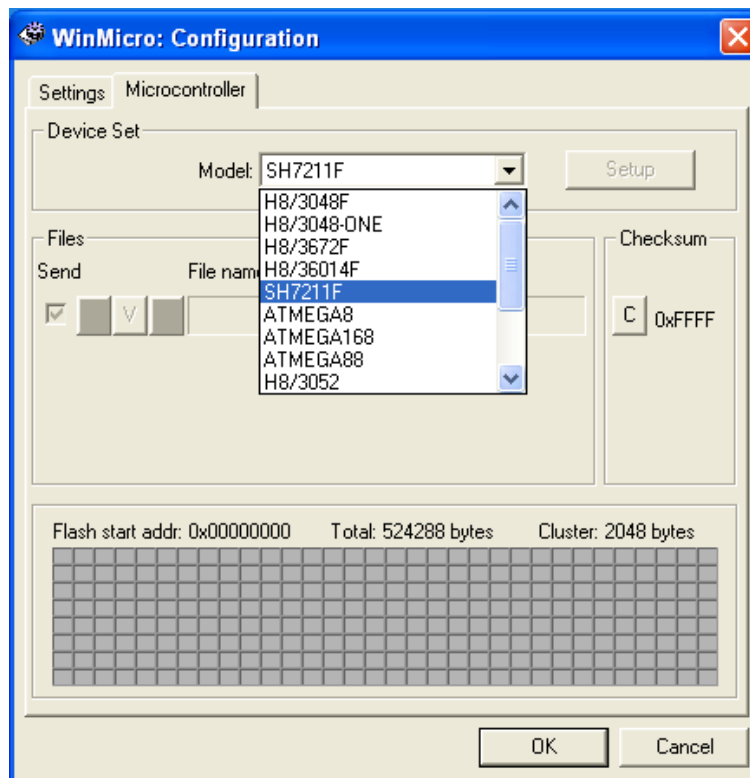 WinMicro: Configuration
Settings Microcontroller
Device Set
Model: SH7211F Setup
H8/3048F
H8/3048-ONE
H8/3672F
H8/36014F
SH7211F
ATMEGA8
ATMEGA168
ATMEGA88
H8/3052
Files
Send File nam
V
Checksum
C 0xFFFF
Flash start addr: 0x00000000 Total: 524288 bytes Cluster: 2048 bytes
OK Cancel